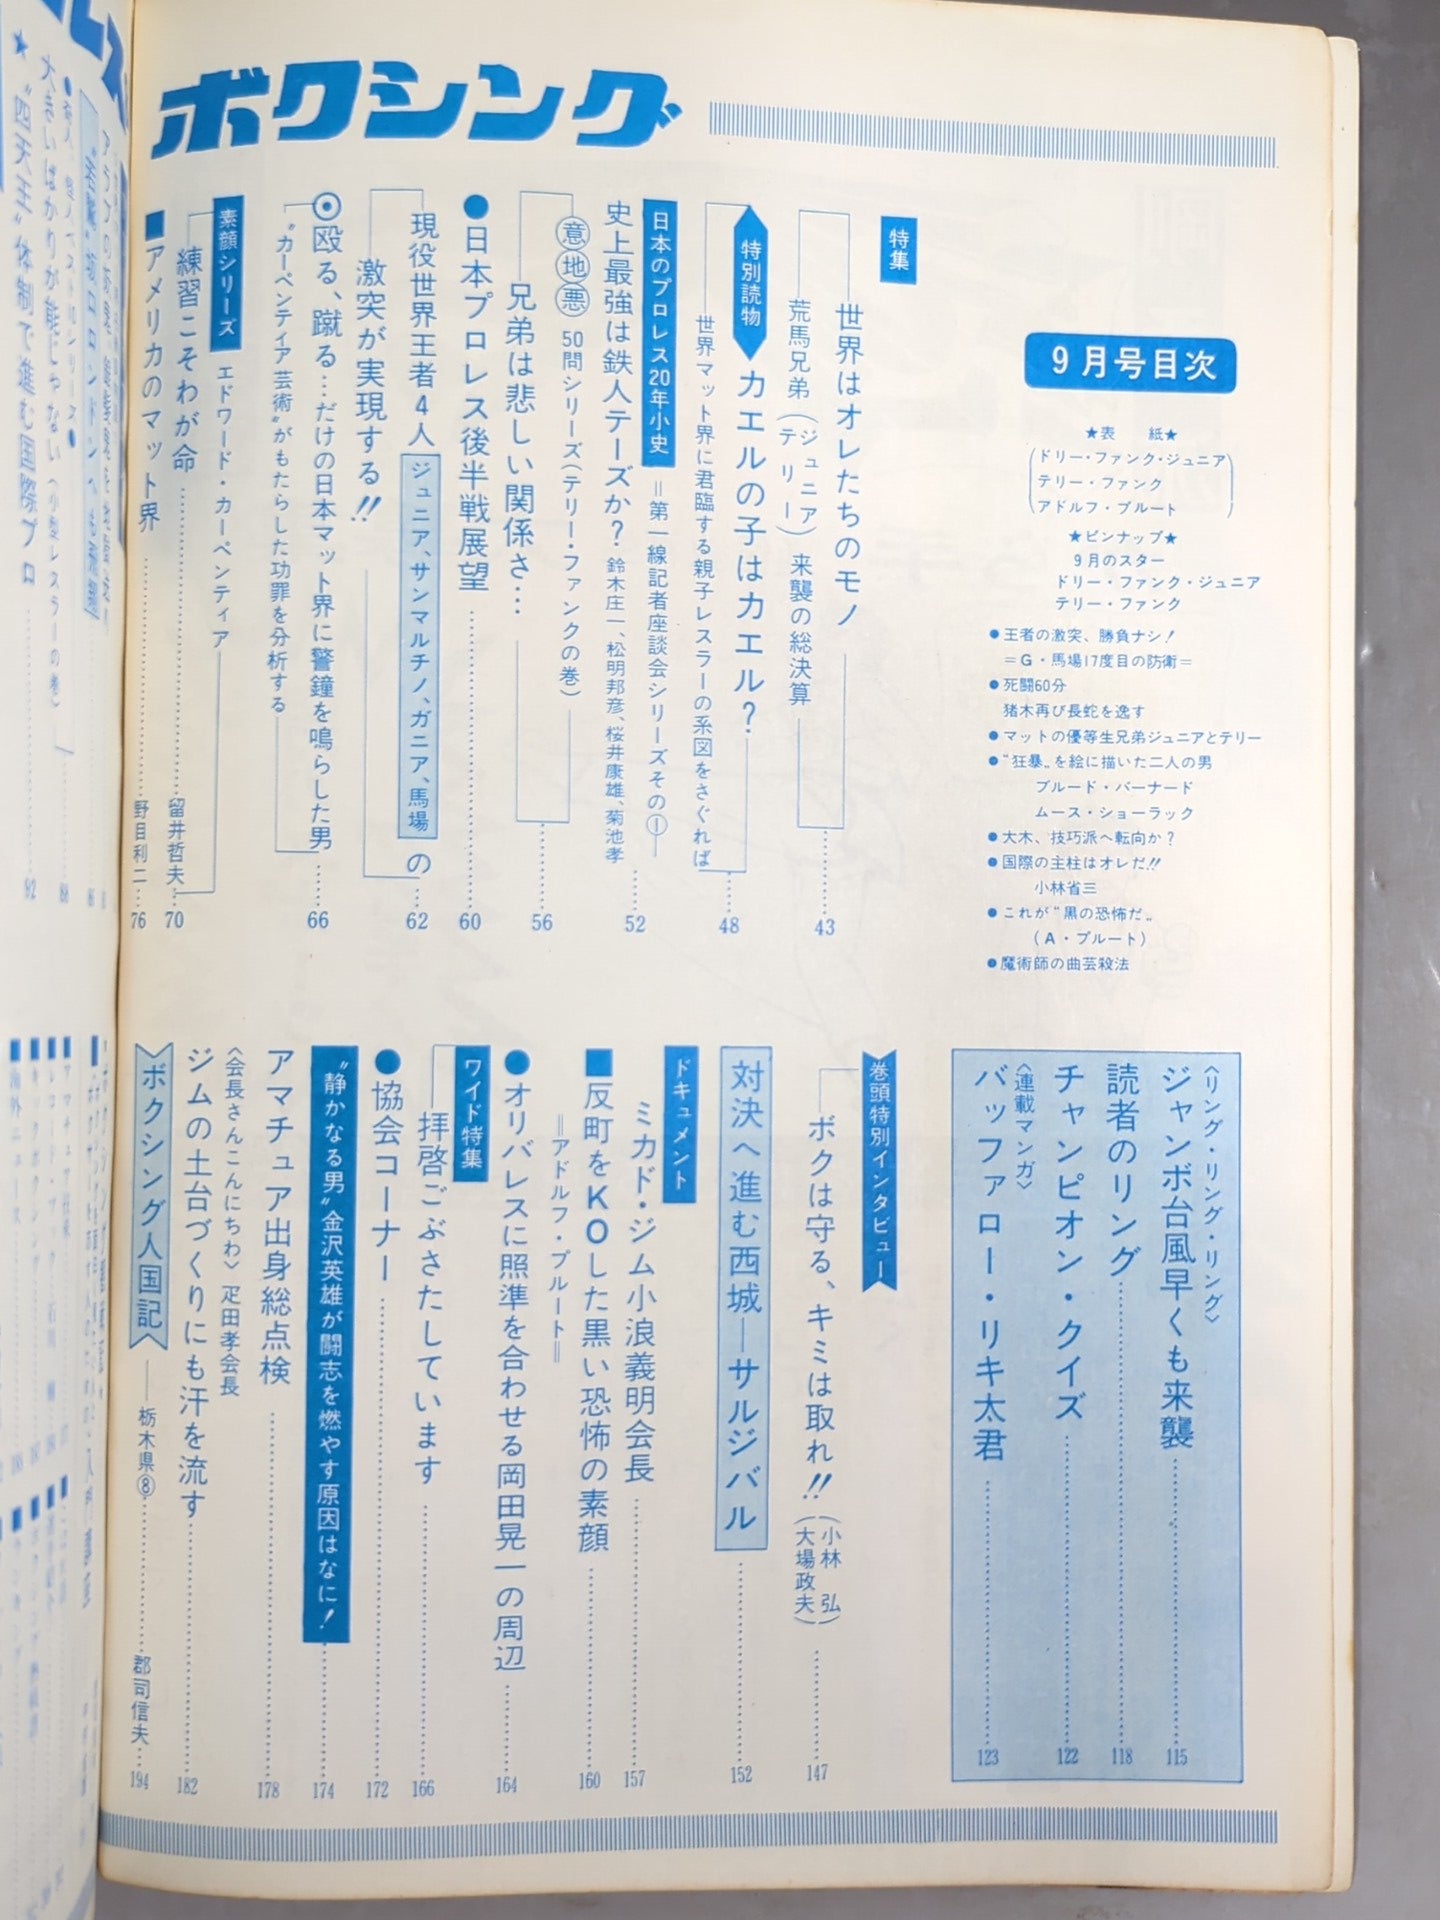 ボクシング
9月号目次
★表　紙★
ドリー・ファンク・ジュニア
テリー・ファンク
アドルフ・ブルート
★ピンナップ★
9月のスター
ドリー・ファンク・ジュニア
テリー・ファンク
●王者の激突、勝負ナシ!
=G・馬場17度目の防衛=
●死闘60分
猪木再び長蛇を逸す
●マットの優等生兄弟ジュニアとテリー
●〝狂暴〟を絵に描いた二人の男
ブルード・バーナード
ムース・ショーラック
●大木、技巧派へ転向か?
●国際の主柱はオレだ!!
小林省三
●これが〝黒の恐怖だ〟
(A・プルート)
●魔術師の曲芸殺法
特集
世界はオレたちのモノ
荒馬兄弟(ジュニア テリー)来襲の総決算……43
特別読物
カエルの子はカエル?
世界マット界に君臨する親子レスラーの系図をさぐれば……48
日本のプロレス20年小史
=第一線記者座談会シリーズその①
史上最強は鉄人テーズか?
鈴木庄一、松明邦彦、桜井康雄、菊池孝……52
意地悪 50問シリーズ(テリー・ファンクの巻)
兄弟は悲しい関係さ………56
●日本プロレス後半戦展望……60
現役世界王者4人 ジュニア、サンマルチノ、ガニア、馬場 の……62
激突が実現する!!
◉殴る、蹴る…だけの日本マット界に警鐘を鳴らした男……66
〝カーペンティア芸術〟がもたらした功罪を分析する
素顔シリーズ
エドワード・カーペンティア
練習こそわが命……留井哲夫…70
■アメリカのマット界……野目利二…76
〈リング・リング・リング〉
ジャンボ台風早くも来襲……115
読者のリング……118
チャンピオン・クイズ……122
〈連載マンガ〉
バッファロー・リキ太君……123
巻頭特別インタビュー
ボクは守る、キミは取れ!!(小林 弘 大場政夫)……147
対決へ進む西城―サルジバル……152
ドキュメント
ミカド・ジム小浪義明会長……157
■反町をKOした黒い恐怖の素顔……160
=アドルフ・プルート=
●オリバレスに照準を合わせる岡田晃一の周辺……164
ワイド特集
拝啓ごぶさたしています……166
●協会コーナー……172
〝静かなる男〟金沢英雄が闘志を燃やす原因はなに!……174
アマチュア出身総点検……178
〈会長さんこんにちわ〉疋田孝会長
ジムの土台づくりにも汗を流す……182
ボクシング人国記――栃木県⑧……郡司信夫…194
★〝四天王〟体制で進む国際プロ……92
大きいばかりが能じゃない〈小型レスラーの巻〉……88